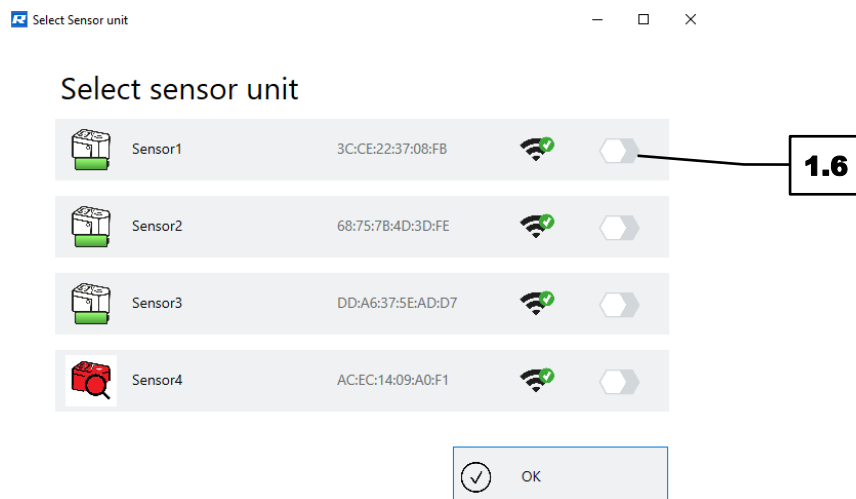 Select Sensor unit
Select sensor unit
Sensor1 3C:CE:22:37:08:FB
1.6
Sensor2 68:75:7B:4D:3D:FE
Sensor3 DD:A6:37:5E:AD:D7
Sensor4 AC:EC:14:09:A0:F1
OK